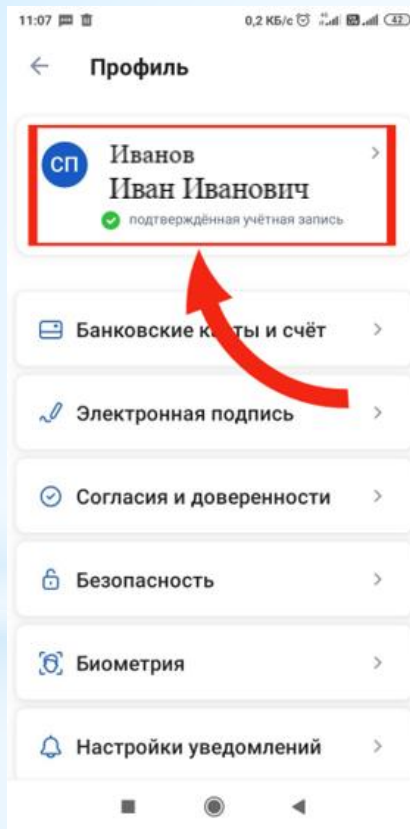 11:07 0,2 КБ/с 4G 42
Профиль
СП
Иванов
Иван Иванович
подтверждённая учётная запись
Банковские карты и счёт
Электронная подпись
Согласия и доверенности
Безопасность
Биометрия
Настройки уведомлений